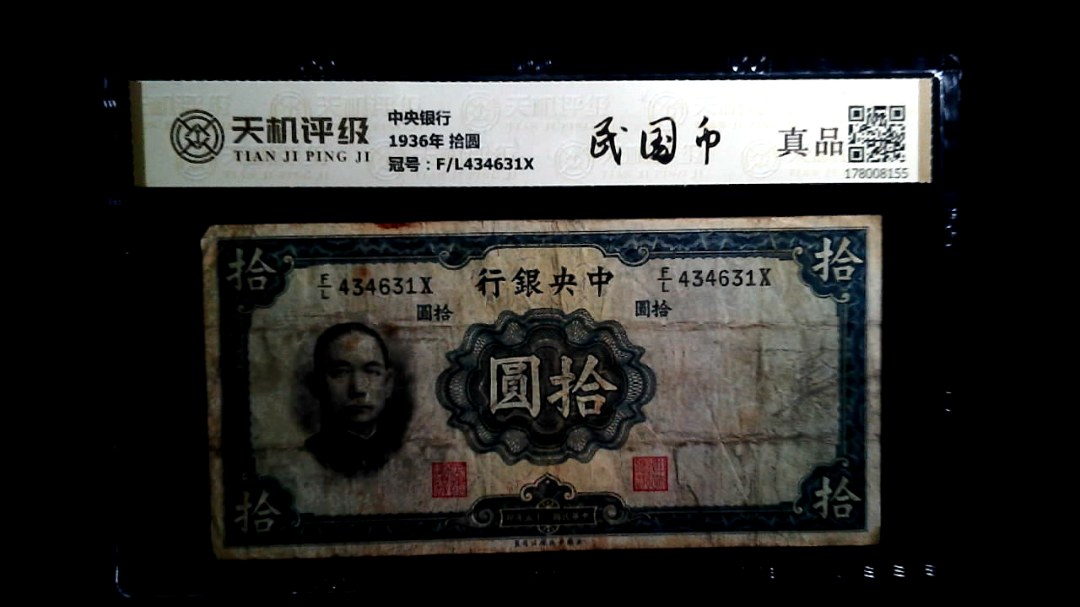 天机评级
TIAN JI PING JI
中央银行
1936年 拾圆
冠号：F/L434631X
民国币
真品
178008155
拾
拾
F/L 434631X
行銀央中
F/L 434631X
圓拾
圓拾
圓拾
拾
拾